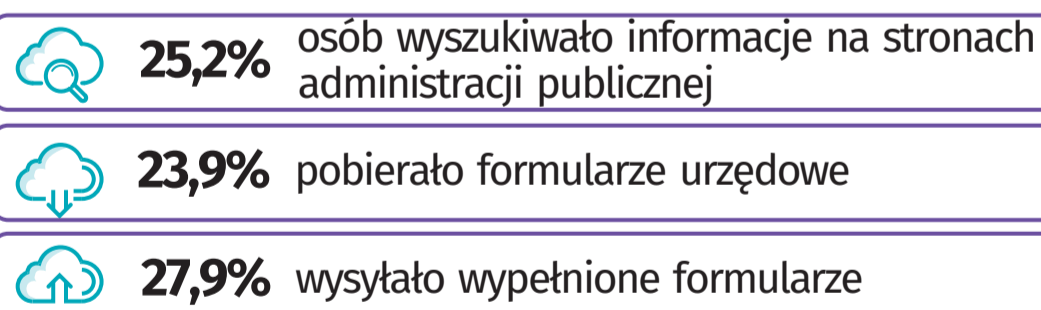 25,2% osób wyszukiwało informacje na stronach
administracji publicznej
23,9% pobierało formularze urzędowe
27,9% wysyłało wypełnione formularze